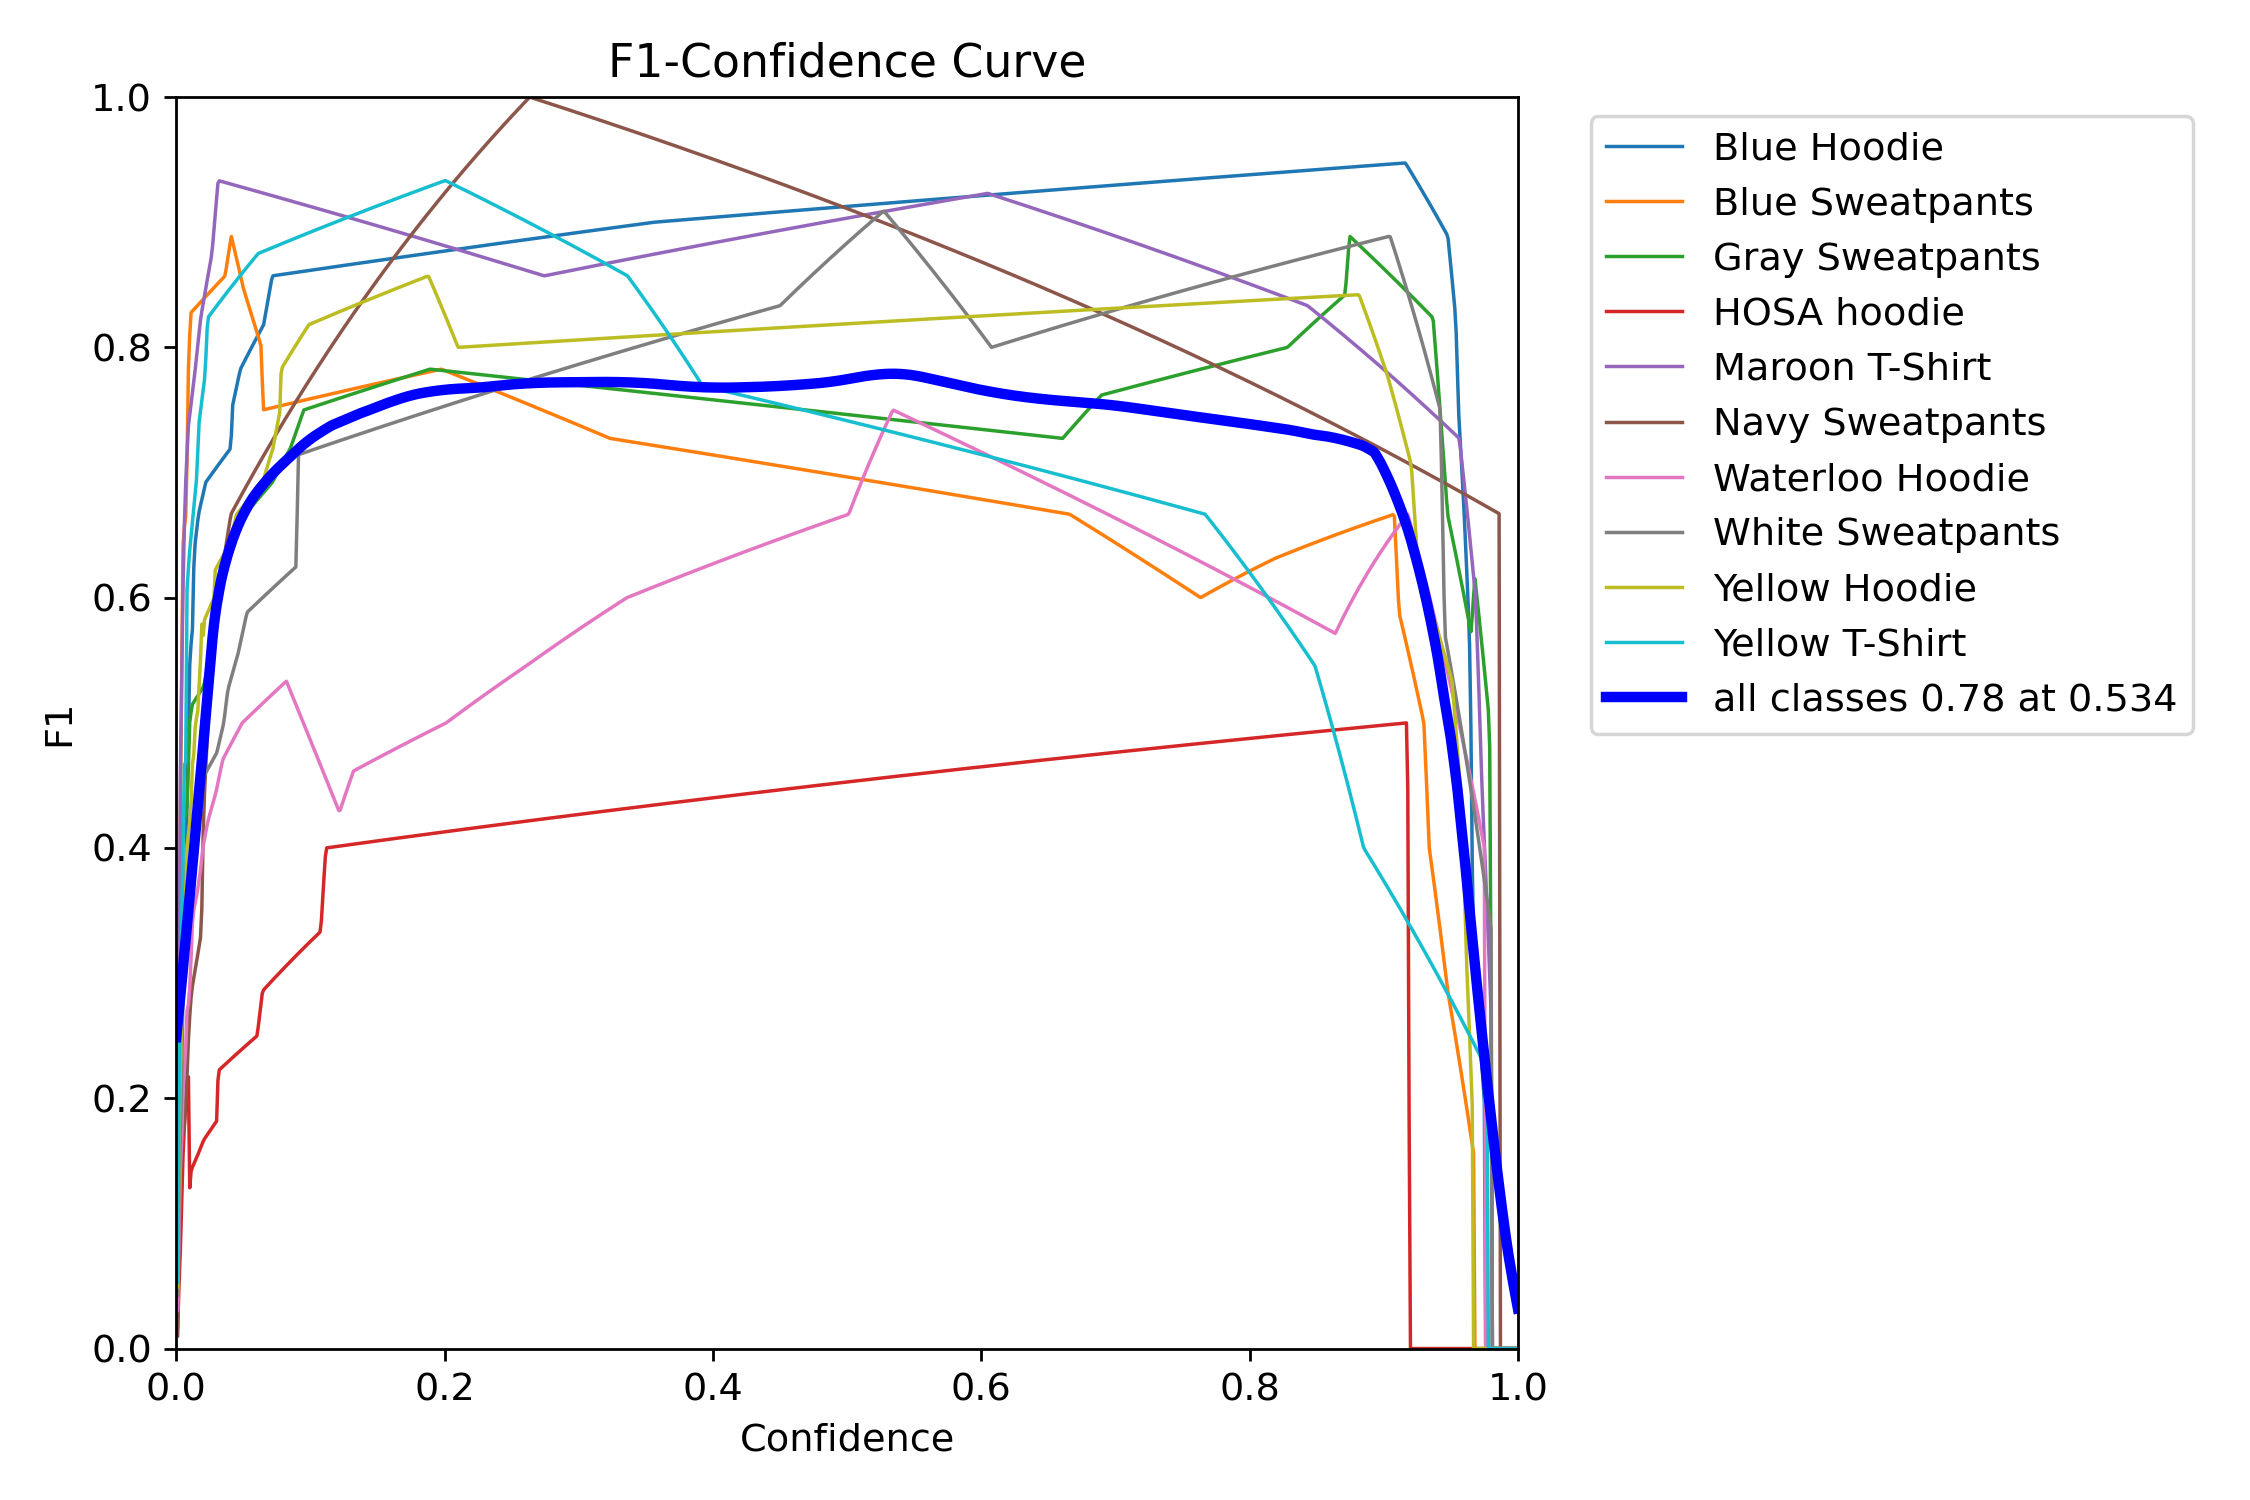 F1-Confidence Curve
1.0
0.8
0.6
0.4
0.2
0.0
F1
0.0 0.2 0.4 0.6 0.8 1.0
Confidence
Blue Hoodie
Blue Sweatpants
Gray Sweatpants
HOSA hoodie
Maroon T-Shirt
Navy Sweatpants
Waterloo Hoodie
White Sweatpants
Yellow Hoodie
Yellow T-Shirt
all classes 0.78 at 0.534